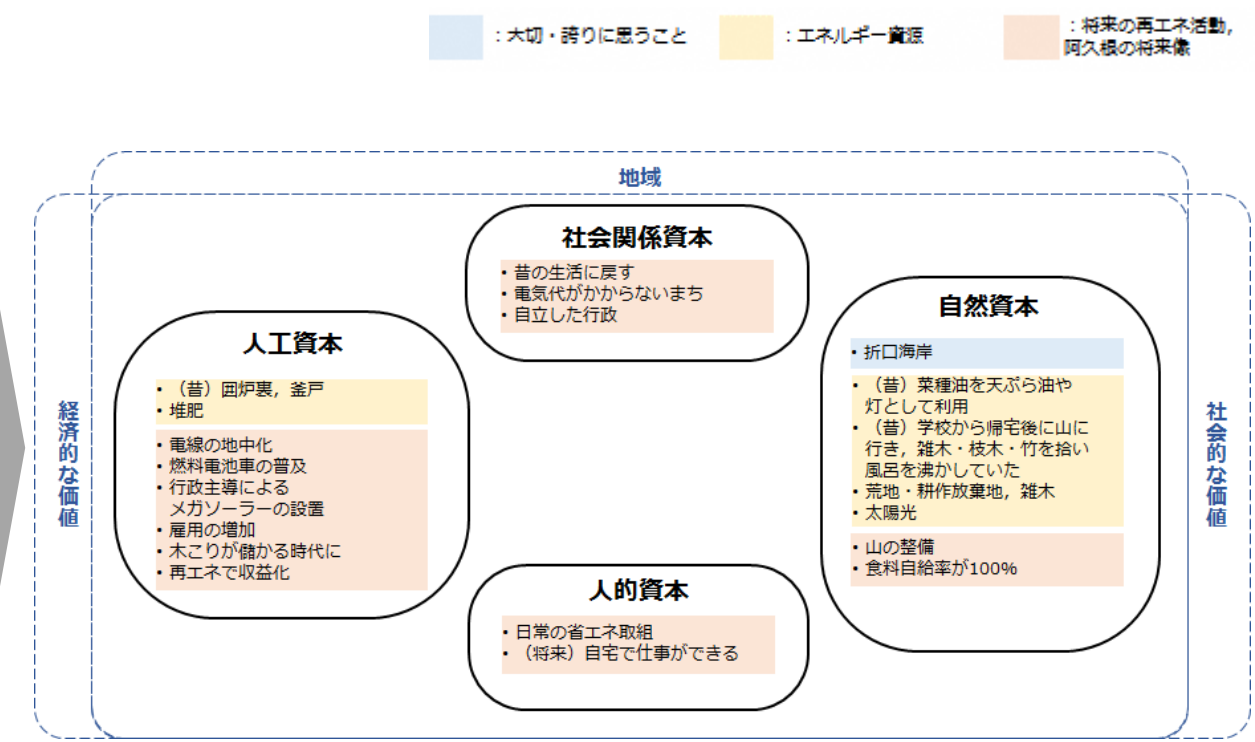 ：大切・誇りに思うこと
：エネルギー資源
：将来の再エネ活動，
阿久根の将来像
地域
経済的な価値
社会的な価値
社会関係資本
・昔の生活に戻す
・電気代がかからないまち
・自立した行政
人工資本
・（昔）囲炉裏，釜戸
・堆肥
・電線の地中化
・燃料電池車の普及
・行政主導による
メガソーラーの設置
・雇用の増加
・木こりが儲かる時代に
・再エネで収益化
自然資本
・折口海岸
・（昔）菜種油を天ぷら油や
灯として利用
・（昔）学校から帰宅後に山に
行き，雑木・枝木・竹を拾い
風呂を沸かしていた
・荒地・耕作放棄地，雑木
・太陽光
・山の整備
・食料自給率が100%
人的資本
・日常の省エネ取組
・（将来）自宅で仕事ができる